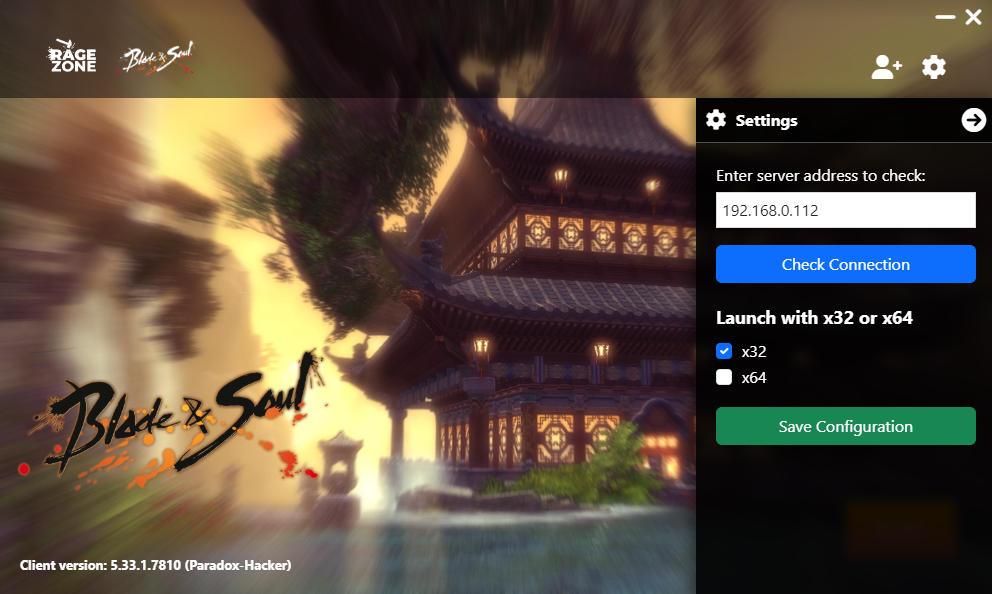 RAGE
ZONE
Blade & Soul
Settings
Enter server address to check:
192.168.0.112
Check Connection
Launch with x32 or x64
x32
x64
Save Configuration
Blade & Soul
Client version: 5.33.1.7810 (Paradox-Hacker)